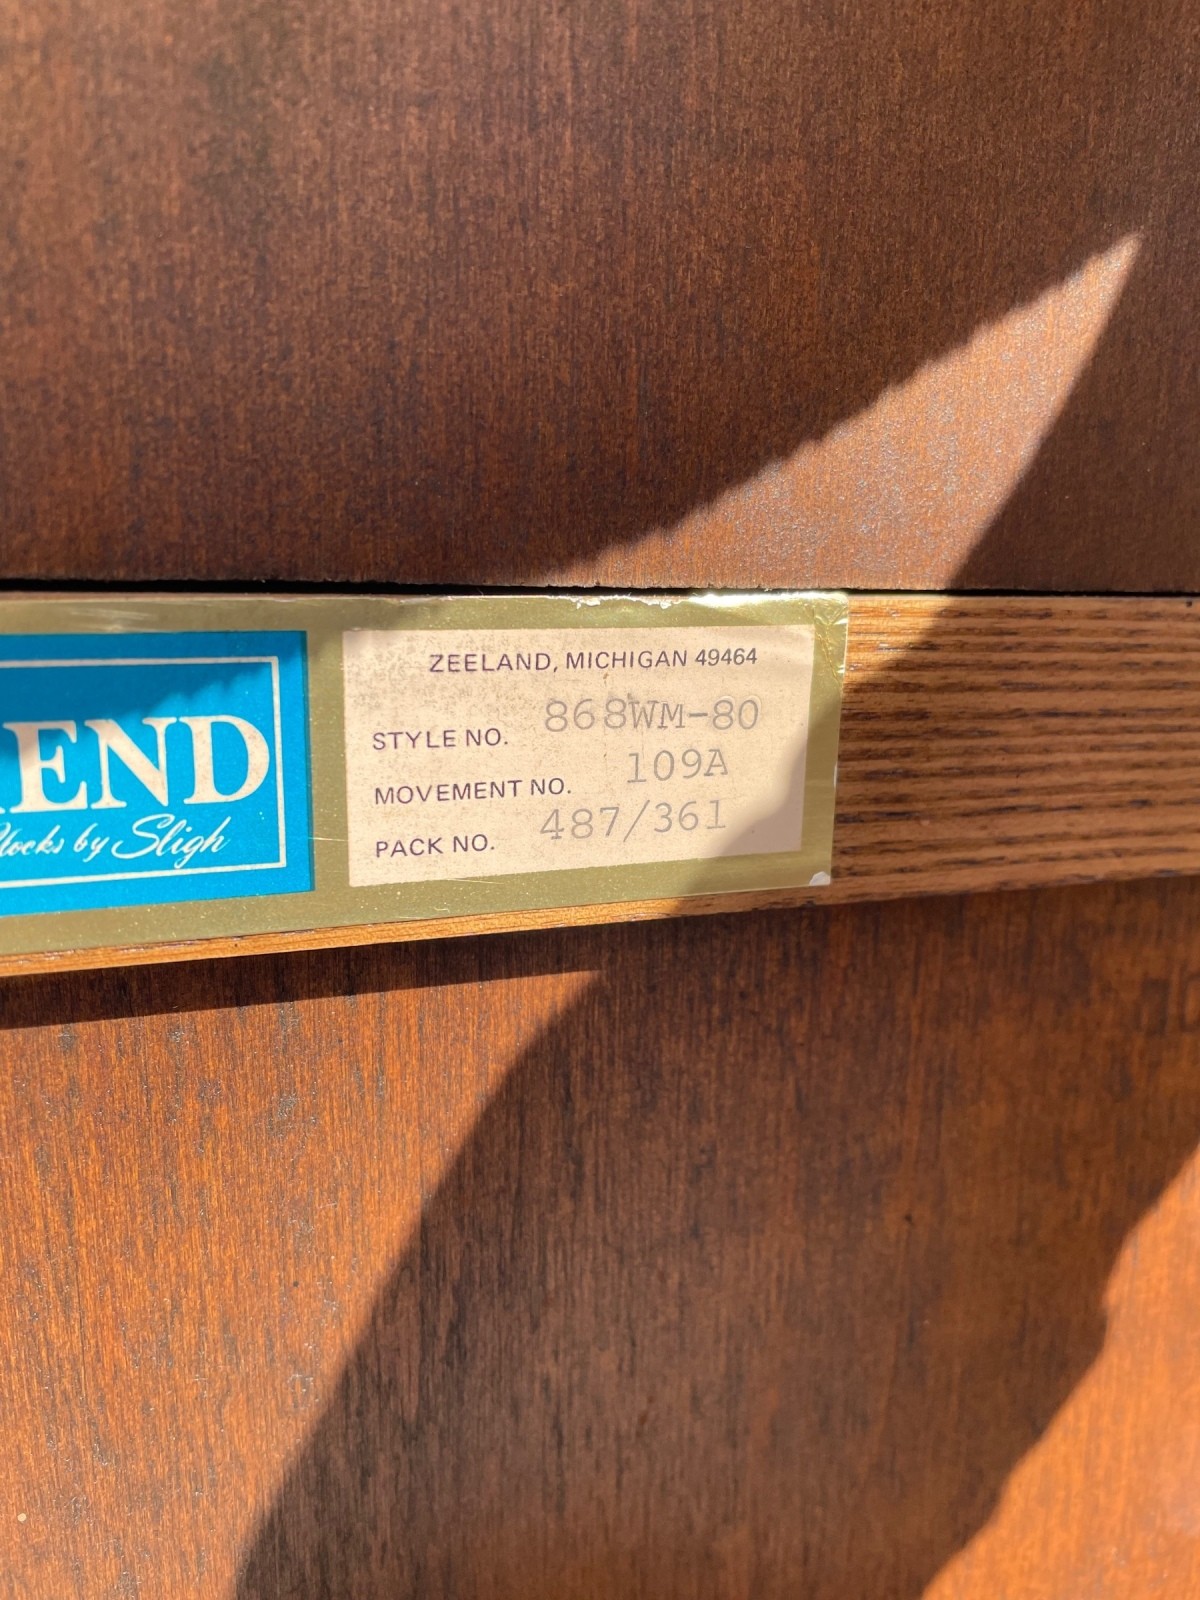 END
Clocks by Sligh
ZEELAND, MICHIGAN 49464
STYLE NO. 868WM-80
MOVEMENT NO. 109A
PACK NO. 487/361